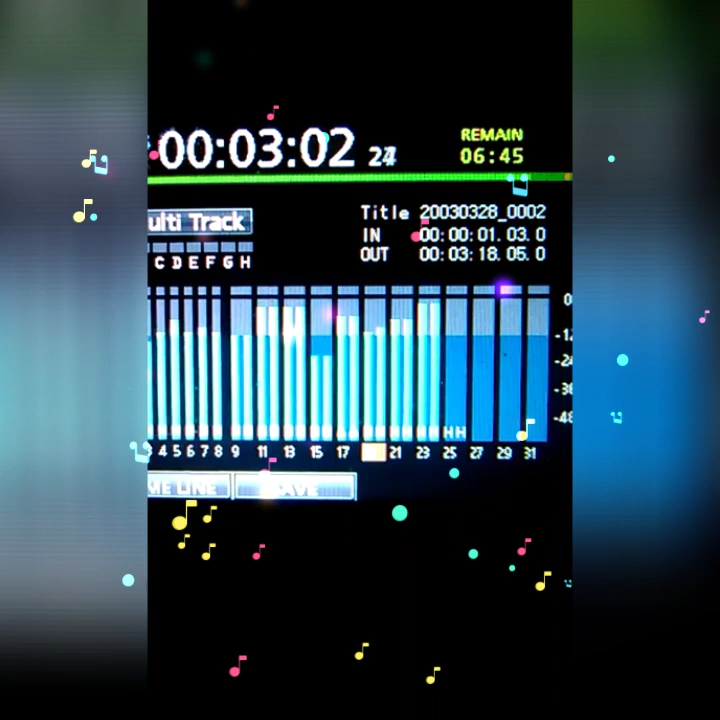 00:03:02 24
REMAIN
06:45
ulti Track
Title 20030328_0002
IN 00:00:01.03.0
OUT 00:03:18.05.0
C D E F G H
0
-12
-24
-36
-48
H H
3 4 5 6 7 8 9 11 13 15 17 21 23 25 27 29 31
ME LINE
AVE